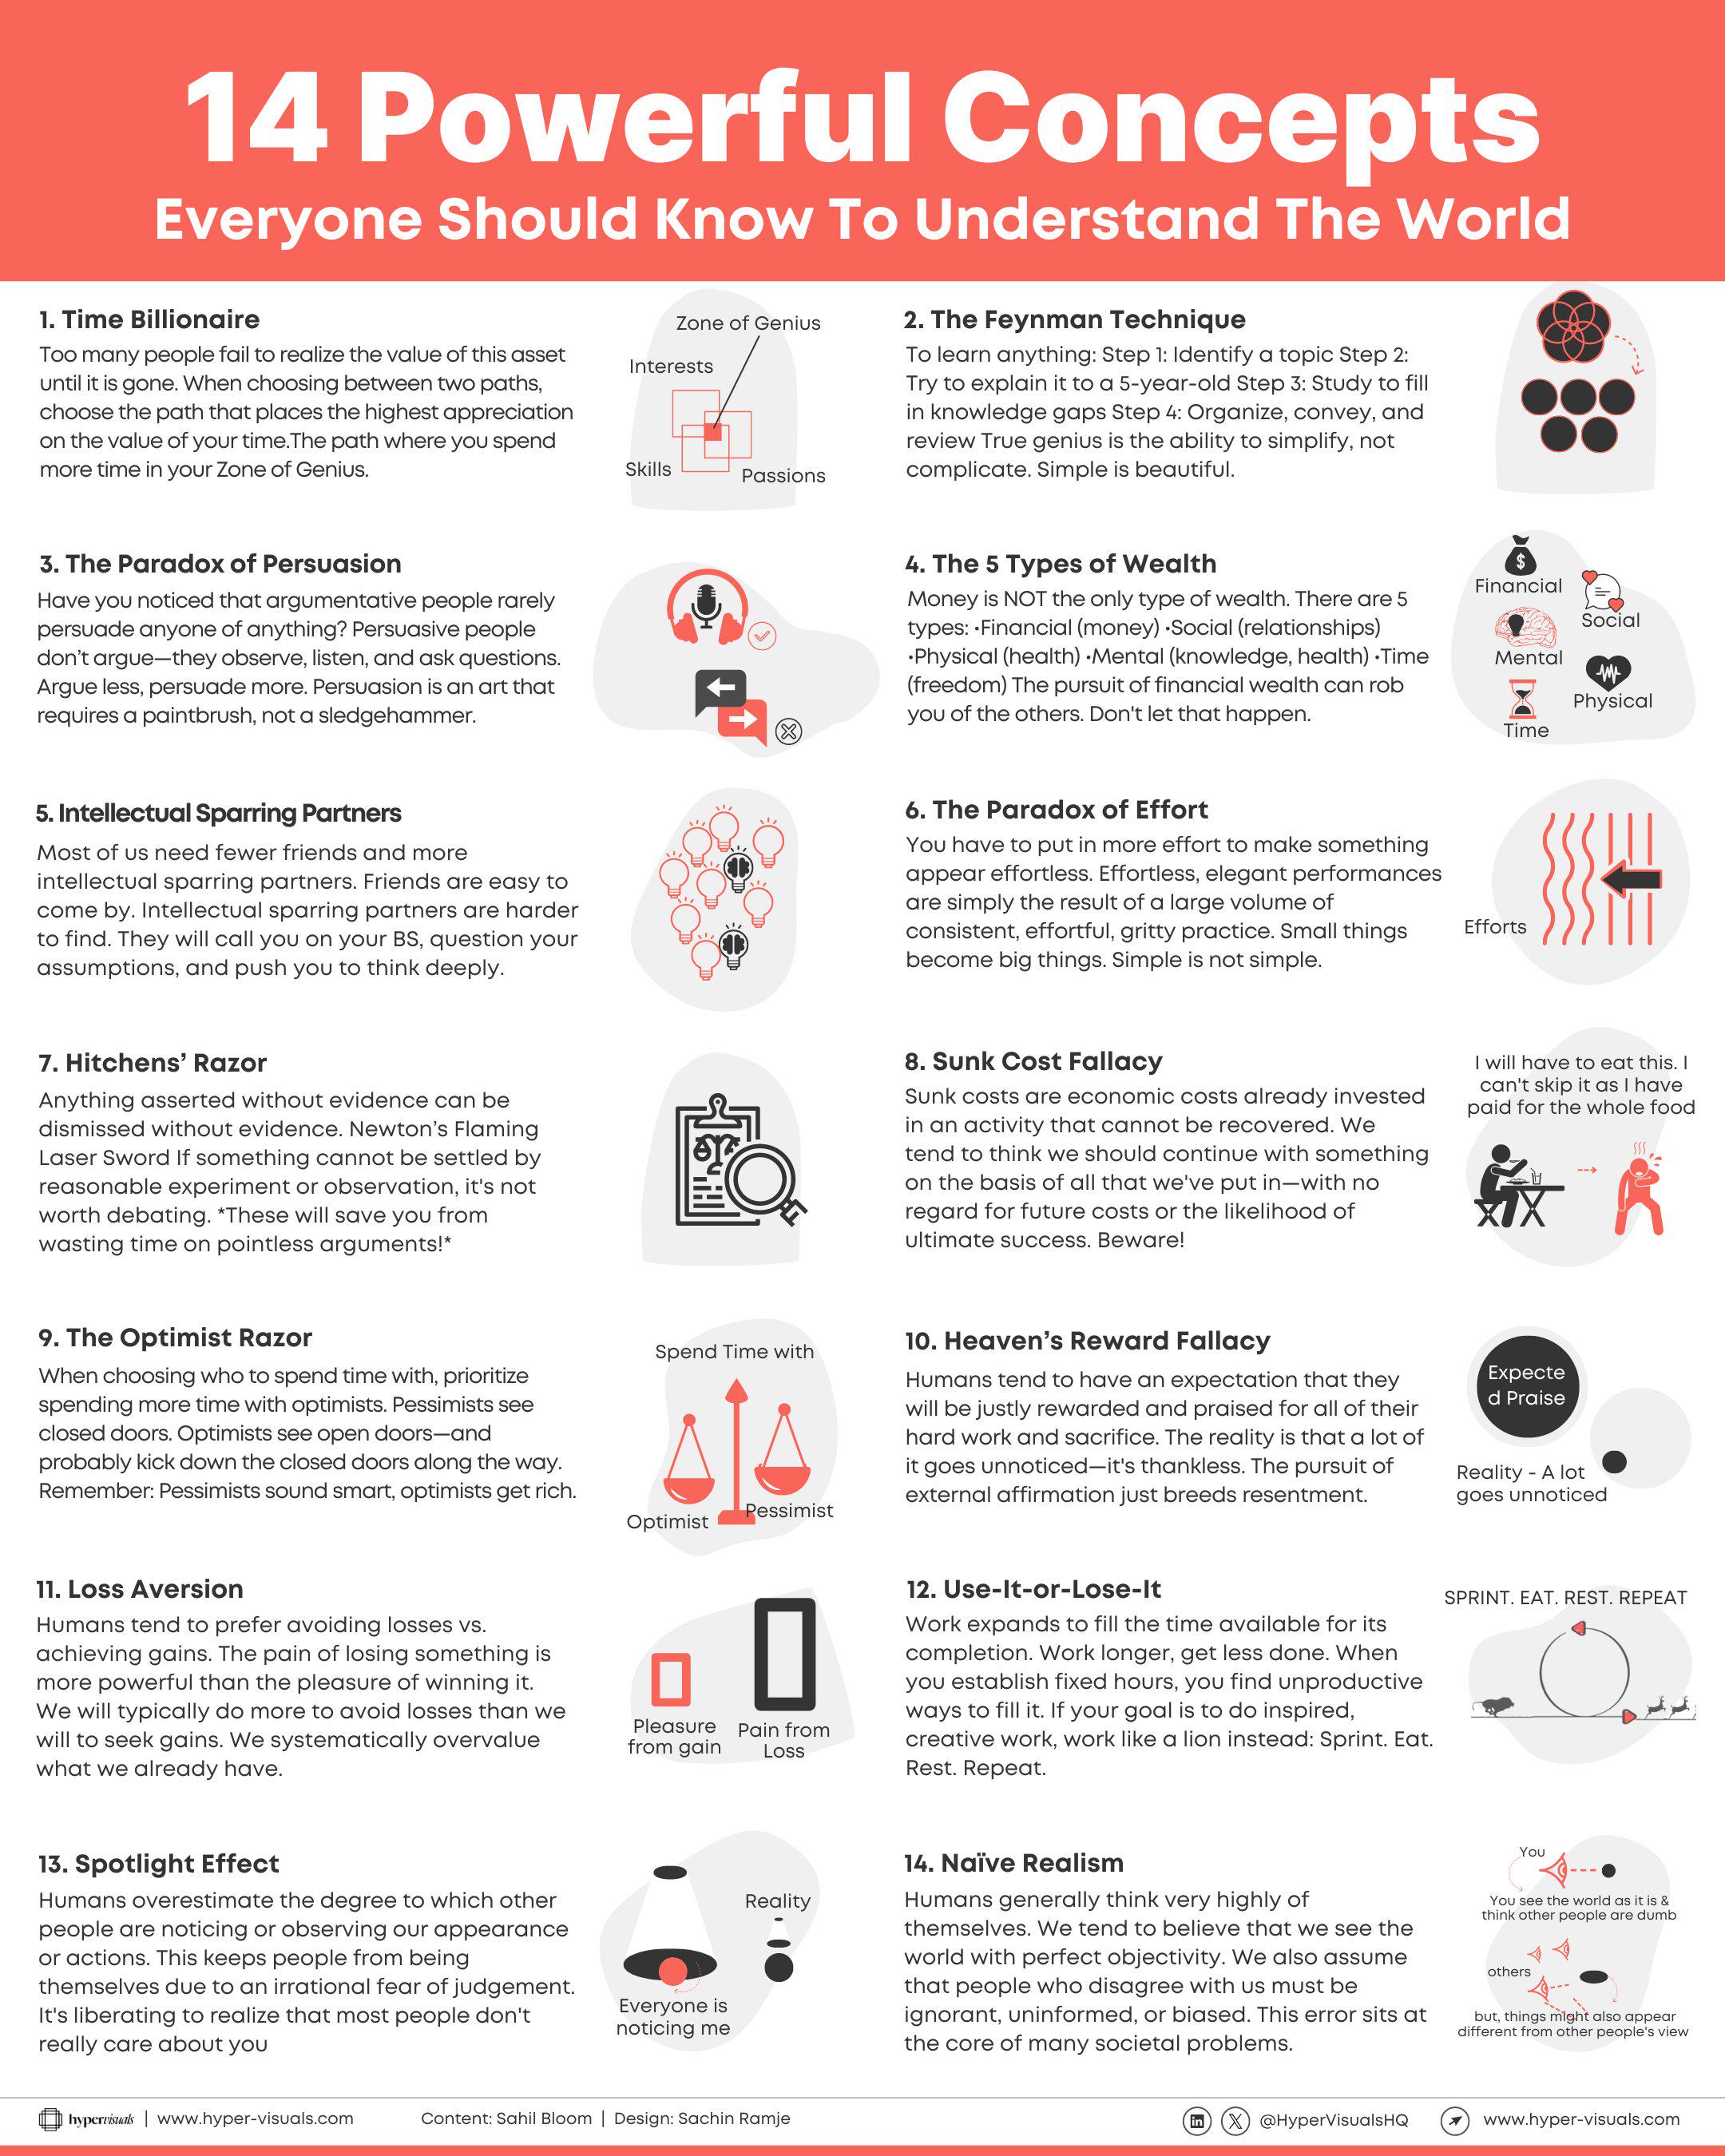 14 Powerful Concepts
Everyone Should Know To Understand The World
1. Time Billionaire
Too many people fail to realize the value of this asset
until it is gone. When choosing between two paths,
choose the path that places the highest appreciation
on the value of your time.The path where you spend
more time in your Zone of Genius.
Zone of Genius
Interests
Skills
Passions
2. The Feynman Technique
To learn anything: Step 1: Identify a topic Step 2:
Try to explain it to a 5-year-old Step 3: Study to fill
in knowledge gaps Step 4: Organize, convey, and
review True genius is the ability to simplify, not
complicate. Simple is beautiful.
3. The Paradox of Persuasion
Have you noticed that argumentative people rarely
persuade anyone of anything? Persuasive people
don't argue—they observe, listen, and ask questions.
Argue less, persuade more. Persuasion is an art that
requires a paintbrush, not a sledgehammer.
4. The 5 Types of Wealth
Money is NOT the only type of wealth. There are 5
types: •Financial (money) •Social (relationships)
•Physical (health) •Mental (knowledge, health) •Time
(freedom) The pursuit of financial wealth can rob
you of the others. Don't let that happen.
$
Financial
Social
Mental
Physical
Time
5. Intellectual Sparring Partners
Most of us need fewer friends and more
intellectual sparring partners. Friends are easy to
come by. Intellectual sparring partners are harder
to find. They will call you on your BS, question your
assumptions, and push you to think deeply.
6. The Paradox of Effort
You have to put in more effort to make something
appear effortless. Effortless, elegant performances
are simply the result of a large volume of
consistent, effortful, gritty practice. Small things
become big things. Simple is not simple.
Efforts
7. Hitchens’ Razor
Anything asserted without evidence can be
dismissed without evidence. Newton’s Flaming
Laser Sword If something cannot be settled by
reasonable experiment or observation, it's not
worth debating. *These will save you from
wasting time on pointless arguments!*
8. Sunk Cost Fallacy
Sunk costs are economic costs already invested
in an activity that cannot be recovered. We
tend to think we should continue with something
on the basis of all that we've put in—with no
regard for future costs or the likelihood of
ultimate success. Beware!
I will have to eat this. I
can't skip it as I have
paid for the whole food
9. The Optimist Razor
When choosing who to spend time with, prioritize
spending more time with optimists. Pessimists see
closed doors. Optimists see open doors—and
probably kick down the closed doors along the way.
Remember: Pessimists sound smart, optimists get rich.
Spend Time with
Optimist
Pessimist
10. Heaven’s Reward Fallacy
Humans tend to have an expectation that they
will be justly rewarded and praised for all of their
hard work and sacrifice. The reality is that a lot of
it goes unnoticed—it's thankless. The pursuit of
external affirmation just breeds resentment.
Expecte
d Praise
Reality - A lot
goes unnoticed
11. Loss Aversion
Humans tend to prefer avoiding losses vs.
achieving gains. The pain of losing something is
more powerful than the pleasure of winning it.
We will typically do more to avoid losses than we
will to seek gains. We systematically overvalue
what we already have.
Pleasure
from gain
Pain from
Loss
12. Use-It-or-Lose-It
Work expands to fill the time available for its
completion. Work longer, get less done. When
you establish fixed hours, you find unproductive
ways to fill it. If your goal is to do inspired,
creative work, work like a lion instead: Sprint. Eat.
Rest. Repeat.
SPRINT. EAT. REST. REPEAT
13. Spotlight Effect
Humans overestimate the degree to which other
people are noticing or observing our appearance
or actions. This keeps people from being
themselves due to an irrational fear of judgement.
It's liberating to realize that most people don't
really care about you
Reality
Everyone is
noticing me
14. Naïve Realism
Humans generally think very highly of
themselves. We tend to believe that we see the
world with perfect objectivity. We also assume
that people who disagree with us must be
ignorant, uninformed, or biased. This error sits at
the core of many societal problems.
You
You see the world as it is &
think other people are dumb
others
but, things might also appear
different from other people's view
hypervisuals | www.hyper-visuals.com
Content: Sahil Bloom | Design: Sachin Ramje
in X @HyperVisualsHQ
www.hyper-visuals.com